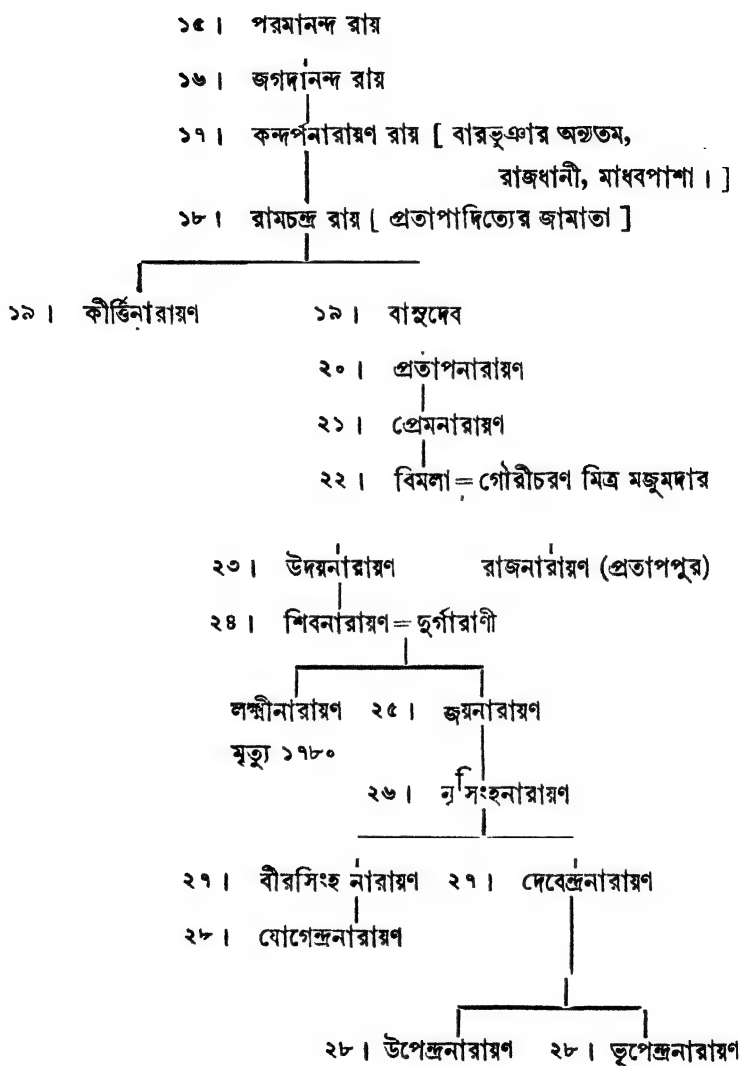 ১৫। পরমানন্দ রায়
১৬। জগদানন্দ রায়
১৭। কন্দর্পনারায়ণ রায় [ বারভূঞার অন্যতম,
রাজধানী, মাধবপাশা। ]
১৮। রামচন্দ্র রায় [ প্রতাপাদিত্যের জামাতা ]
১৯। কীর্ত্তিনারায়ণ ১৯। বাসুদেব
২০। প্রতাপনারায়ণ
২১। প্রেমনারায়ণ
২২। বিমলা = গৌরীচরণ মিত্র মজুমদার
২৩। উদয়নারায়ণ রাজনারায়ণ (প্রতাপপুর)
২৪। শিবনারায়ণ = দুর্গারাণী
লক্ষ্মীনারায়ণ ২৫। জয়নারায়ণ
মৃত্যু ১৭৮০
২৬। নৃসিংহনারায়ণ
২৭। বীরসিংহ নারায়ণ ২৭। দেবেন্দ্রনারায়ণ
২৮। যোগেন্দ্রনারায়ণ
২৮। উপেন্দ্রনারায়ণ ২৮। ভূপেন্দ্রনারায়ণ